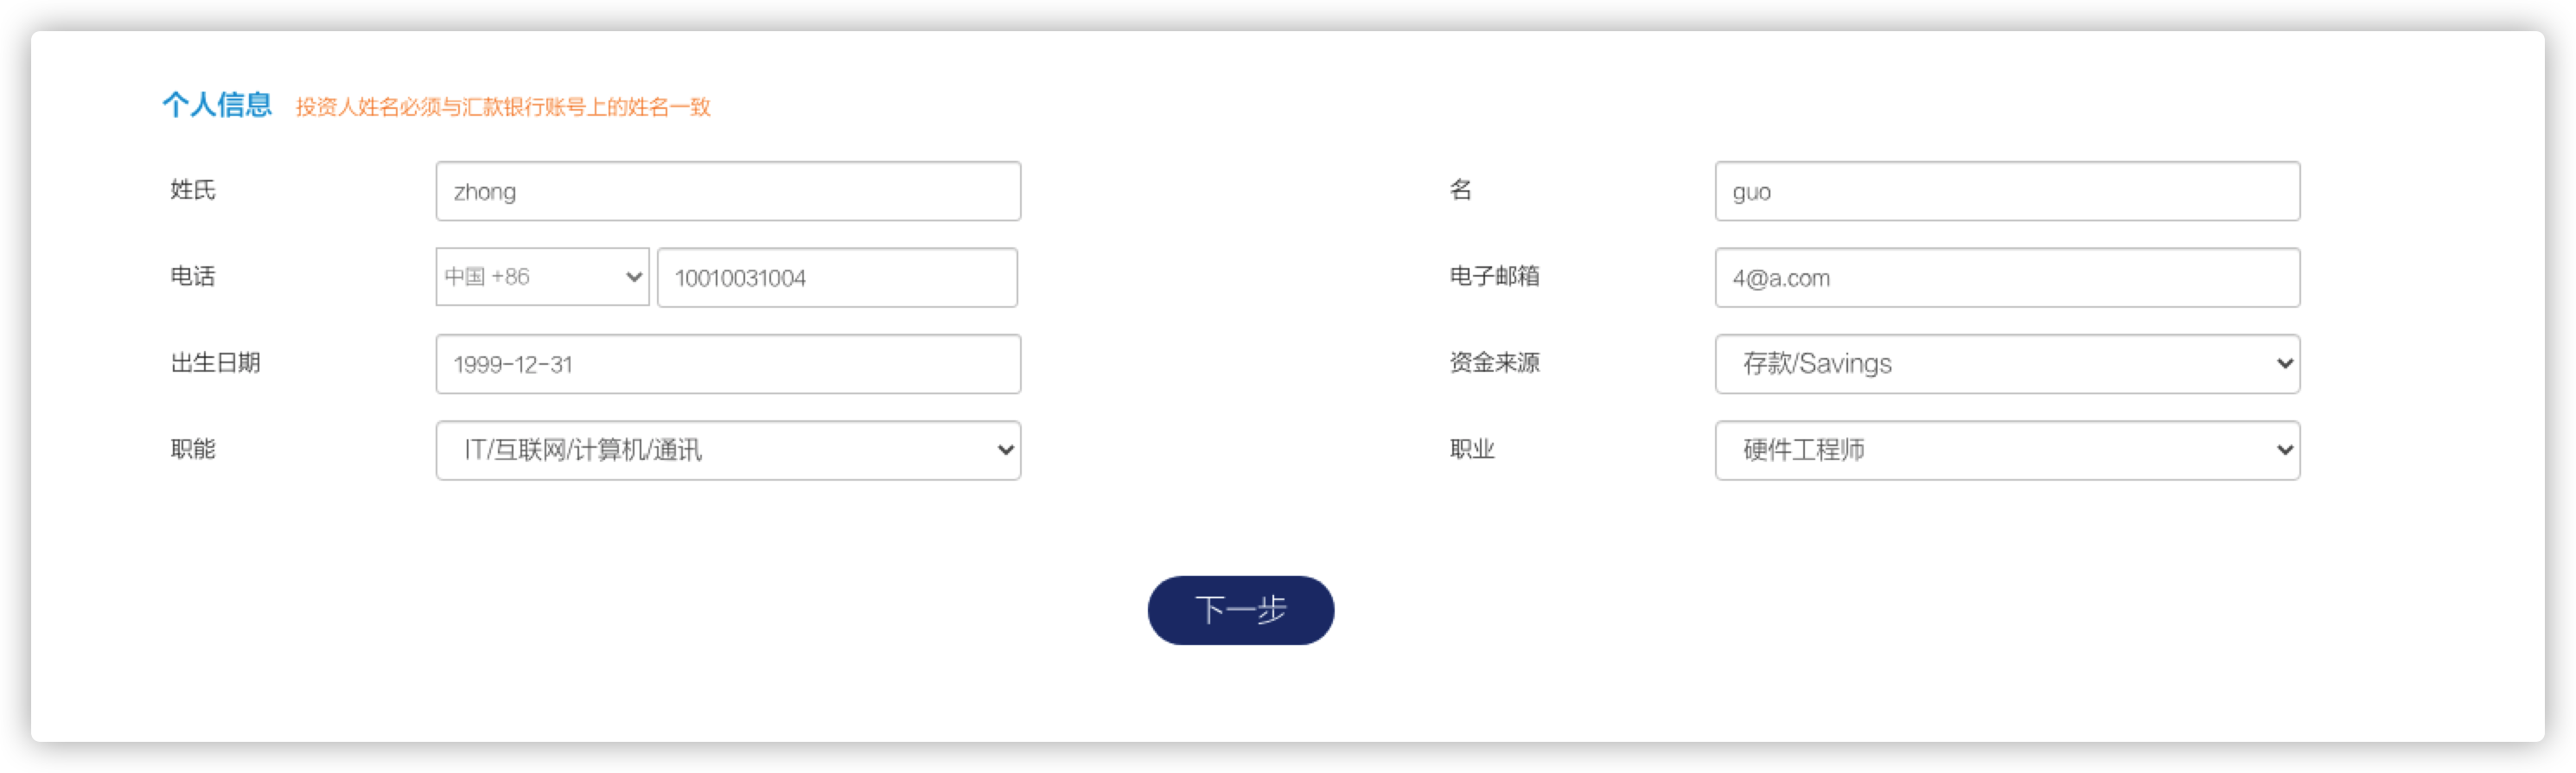 个人信息 投资人姓名必须与汇款银行账号上的姓名一致
姓氏 zhong 名 guo
电话 中国 +86 10010031004 电子邮箱 4@a.com
出生日期 1999-12-31 资金来源 存款/Savings
职能 IT/互联网/计算机/通讯 职业 硬件工程师
下一步